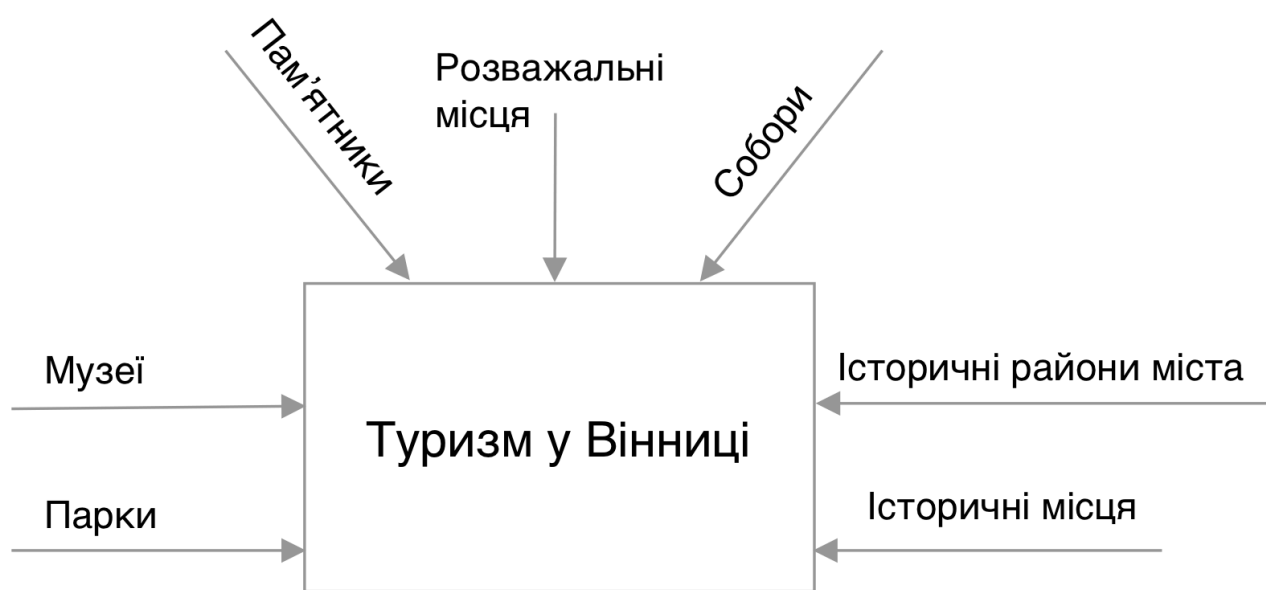 Пам’ятники
Розважальні
місця
Собори
Музеї
Історичні райони міста
Туризм у Вінниці
Парки
Історичні місця